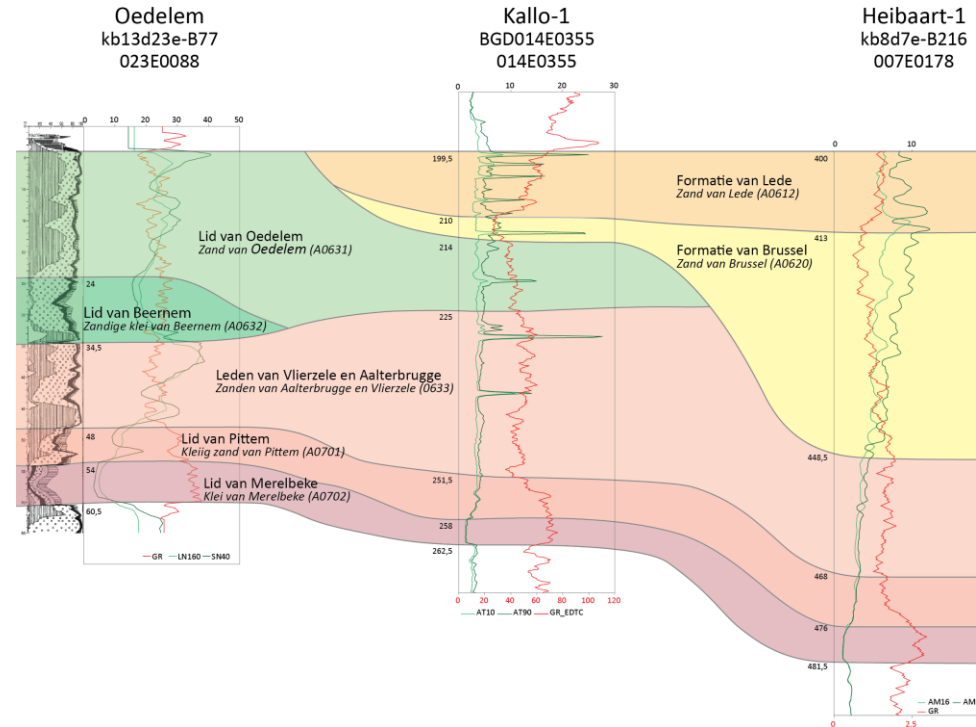 Oedelem
kb13d23e-B77
023E0088
Kallo-1
BGD014E0355
014E0355
Heibaart-1
kb8d7e-B216
007E0178
0 10 20 30 40 50
0 10 20 30
0 10
199,5
400
Formatie van Lede
Zand van Lede (A0612)
210
413
214
Lid van Oedelem
Zand van Oedelem (A0631)
Formatie van Brussel
Zand van Brussel (A0620)
24
Lid van Beernem
Zandige klei van Beernem (A0632)
225
34,5
Leden van Vlierzele en Aalterbrugge
Zanden van Aalterbrugge en Vlierzele (0633)
48
Lid van Pittem
Kleiig zand van Pittem (A0701)
448,5
54
Lid van Merelbeke
Klei van Merelbeke (A0702)
251,5
60,5
258
262,5
468
GR LN160 SN40
0 20 40 60 80 100 120
AT10 AT90 GR_EDTC
476
481,5
AM16 AM
GR
0 2,5